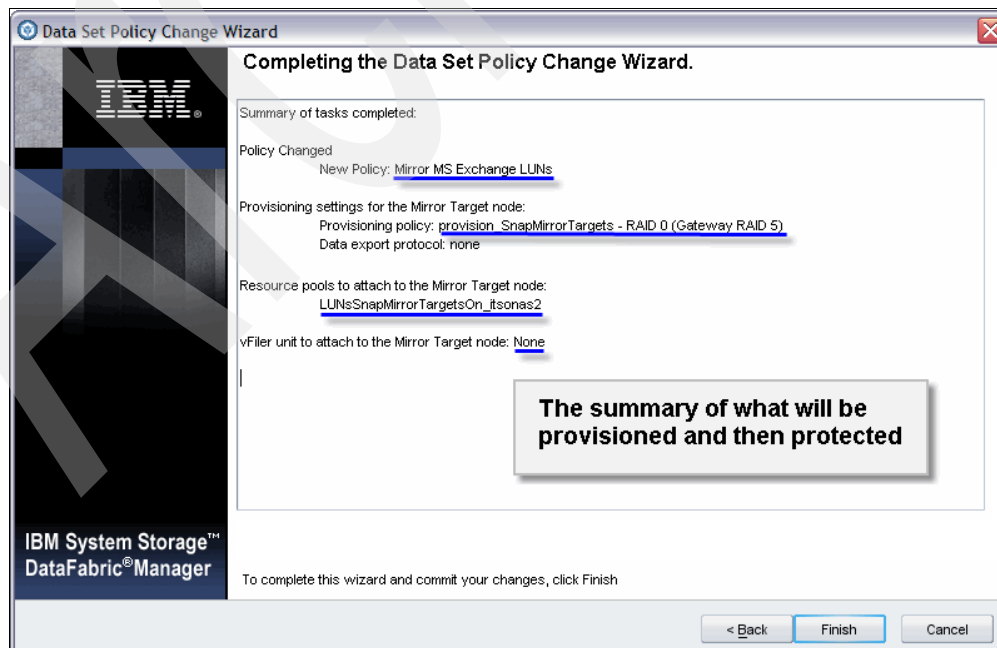 Data Set Policy Change Wizard
Completing the Data Set Policy Change Wizard.
IBM®
Summary of tasks completed:
Policy Changed
New Policy: Mirror MS Exchange LUNs
Provisioning settings for the Mirror Target node:
Provisioning policy: provision_SnapMirrorTargets - RAID 0 (Gateway RAID 5)
Data export protocol: none
Resource pools to attach to the Mirror Target node:
LUNsSnapMirrorTargetsOn_itsonas2
vFiler unit to attach to the Mirror Target node: None
The summary of what will be
provisioned and then protected
IBM System Storage™
DataFabric®Manager
To complete this wizard and commit your changes, click Finish
< Back
Finish
Cancel